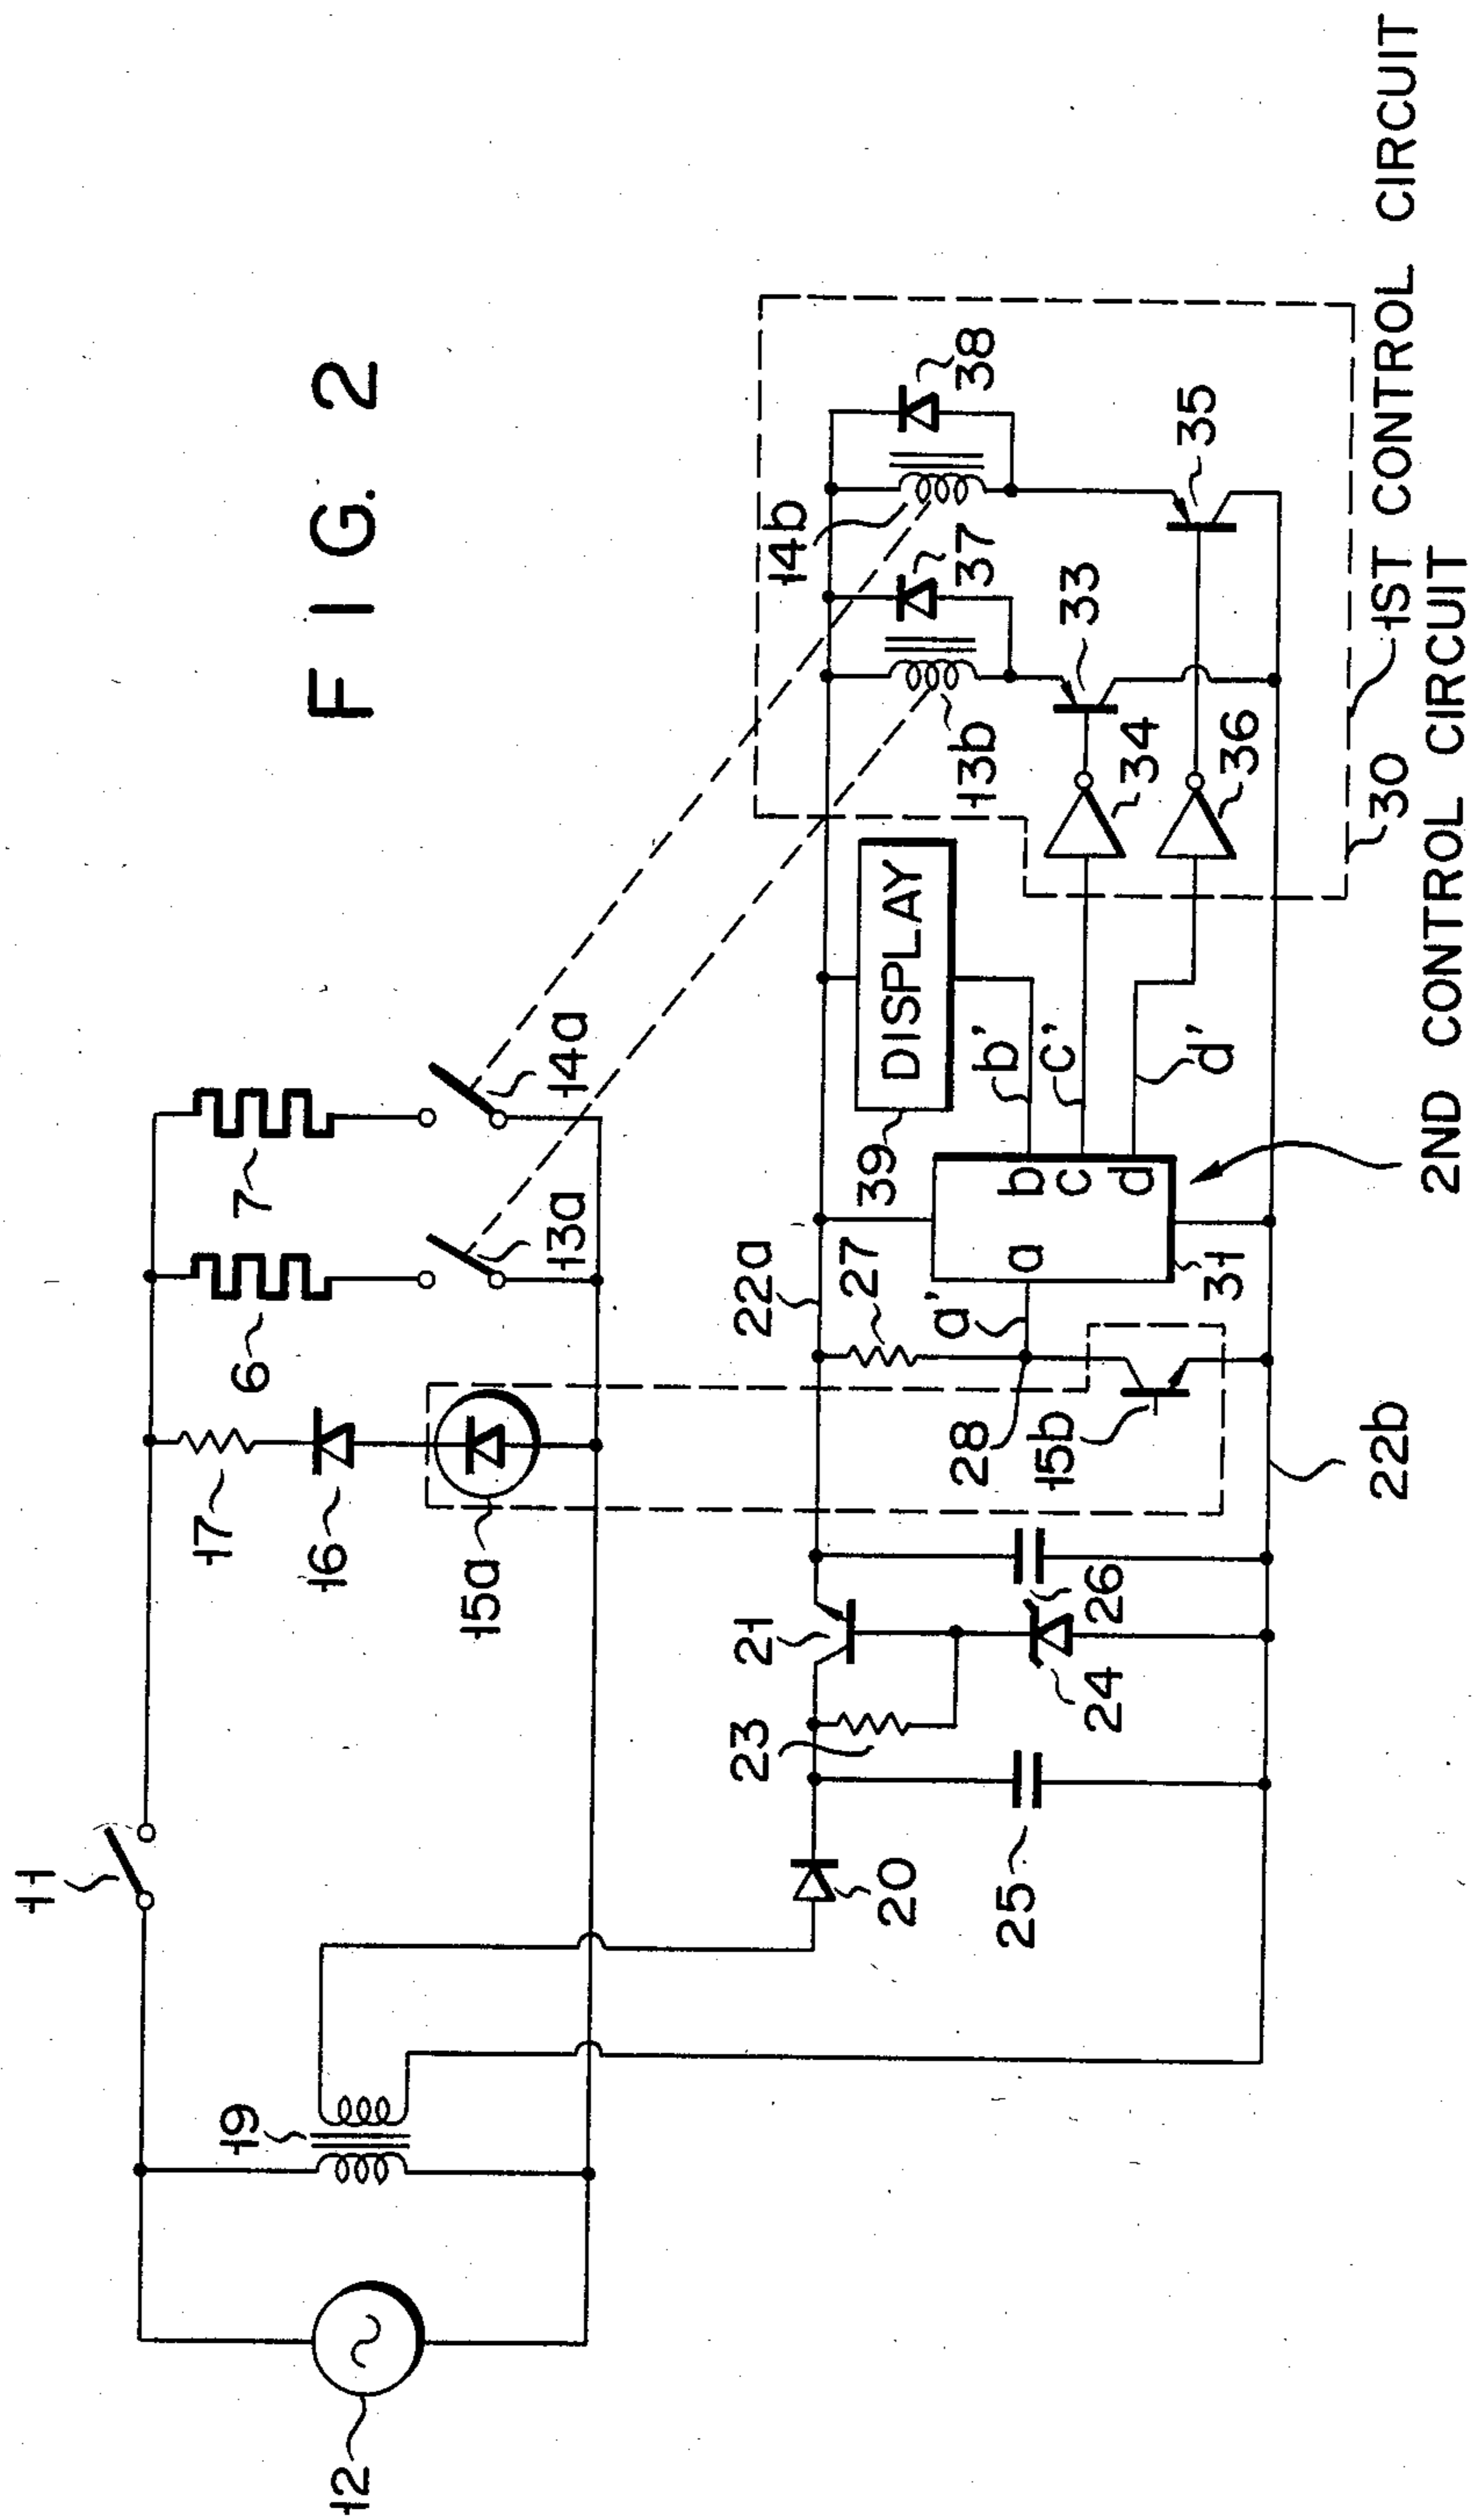 FIG. 2
11
12
19
17
16
15a
6
7
13a
14a
20
25
23
21
24
26
22a
27
28
15b
a'
a
b
c
d
31
39
DISPLAY
b'
c'
d'
22b
13b
14b
37
38
33
34
35
36
30
1ST CONTROL CIRCUIT
2ND CONTROL CIRCUIT